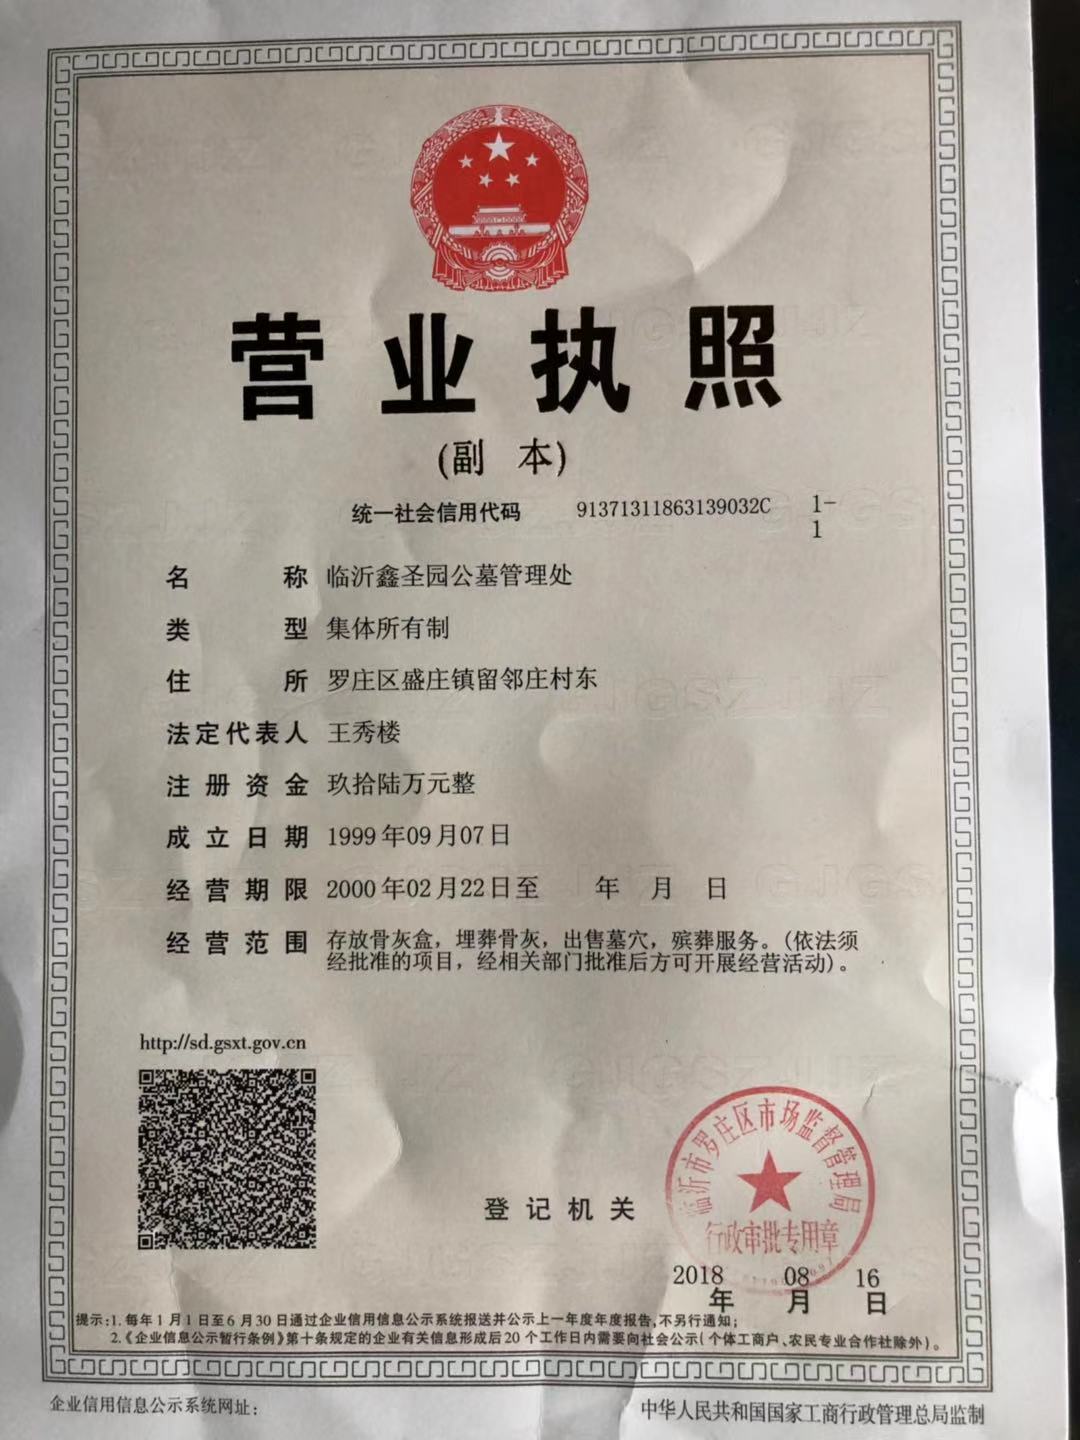 营业执照
(副 本)
统一社会信用代码 91371311863139032C 1-1
名称 临沂鑫圣园公墓管理处
类型 集体所有制
住所 罗庄区盛庄镇留邻庄村东
法定代表人 王秀楼
注册资金 玖拾陆万元整
成立日期 1999年09月07日
经营期限 2000年02月22日至 年 月 日
经营范围 存放骨灰盒，埋葬骨灰，出售墓穴，殡葬服务。(依法须
经批准的项目，经相关部门批准后方可开展经营活动)。
http://sd.gsxt.gov.cn
临沂市罗庄区市场监督管理局
登记机关
行政审批专用章
2018年08月16日
提示:1.每年1月1日至6月30日通过企业信用信息公示系统报送并公示上一年度年度报告,不另行通知;
2.《企业信息公示暂行条例》第十条规定的企业有关信息形成后20个工作日内需要向社会公示(个体工商户、农民专业合作社除外)。
企业信用信息公示系统网址:
中华人民共和国国家工商行政管理总局监制